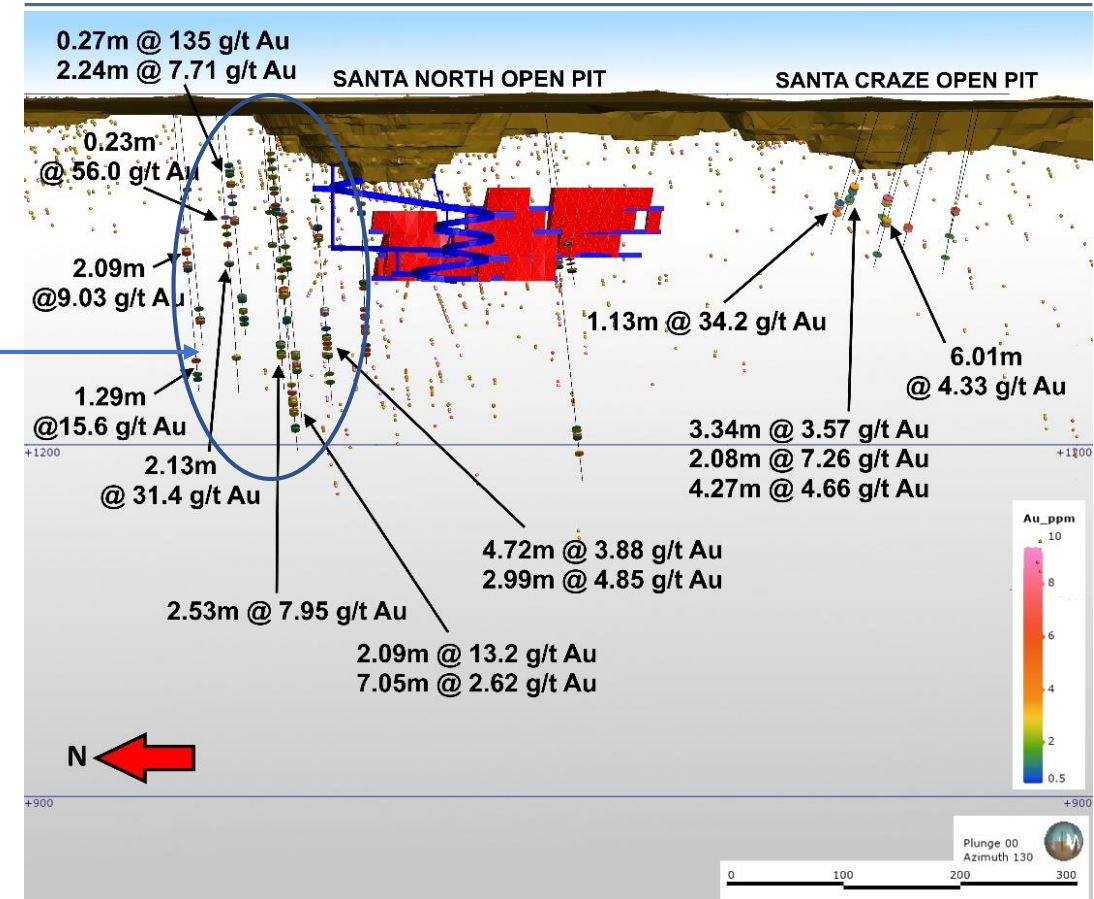 0.27m @ 135 g/t Au
2.24m @ 7.71 g/t Au
SANTA NORTH OPEN PIT
SANTA CRAZE OPEN PIT
0.23m
@ 56.0 g/t Au
2.09m
@9.03 g/t Au
1.13m @ 34.2 g/t Au
6.01m
@ 4.33 g/t Au
1.29m
@15.6 g/t Au
3.34m @ 3.57 g/t Au
2.08m @ 7.26 g/t Au
4.27m @ 4.66 g/t Au
+1200
+1200
2.13m
@ 31.4 g/t Au
4.72m @ 3.88 g/t Au
2.99m @ 4.85 g/t Au
2.53m @ 7.95 g/t Au
2.09m @ 13.2 g/t Au
7.05m @ 2.62 g/t Au
Au_ppm
10
8
6
4
2
0.5
N
+900
+900
Plunge 00
Azimuth 130
0 100 200 300